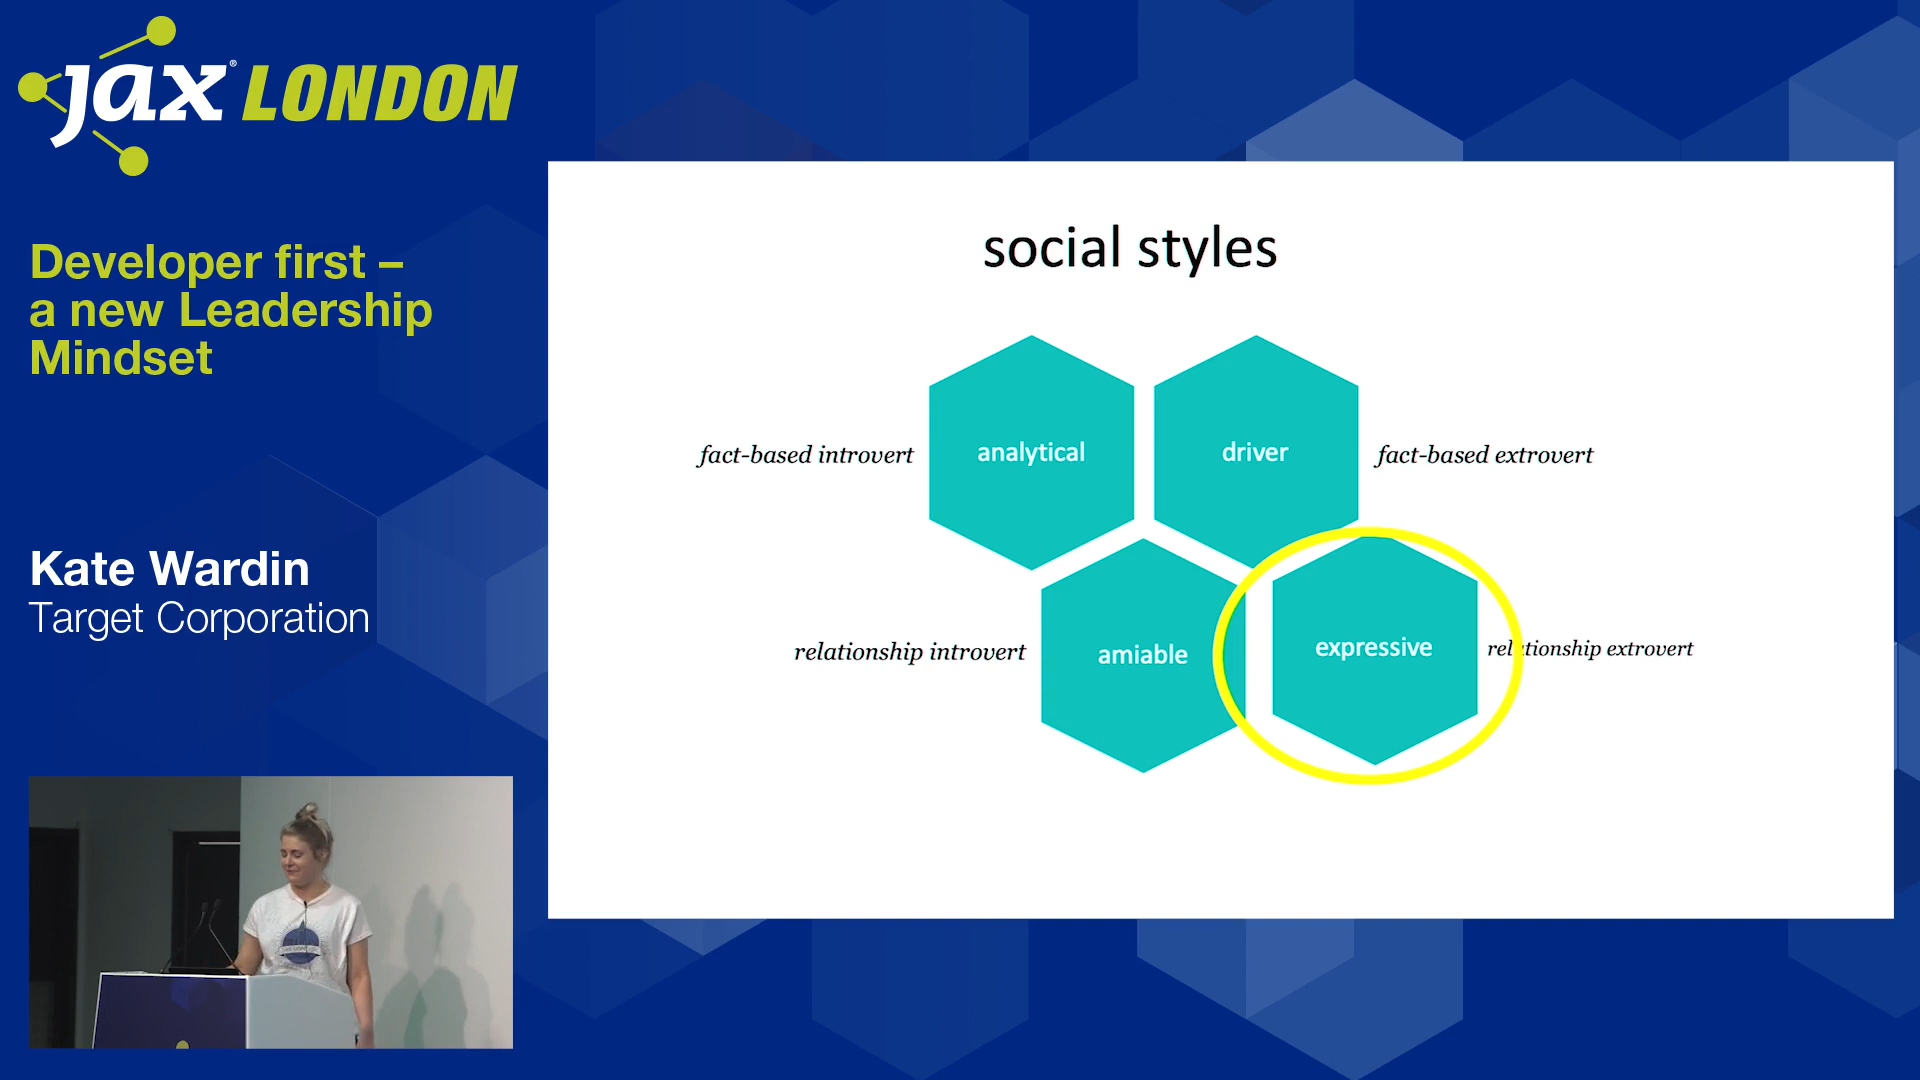 jax® LONDON
Developer first –
a new Leadership
Mindset
Kate Wardin
Target Corporation
social styles
fact-based introvert
analytical
driver
fact-based extrovert
relationship introvert
amiable
expressive
relationship extrovert